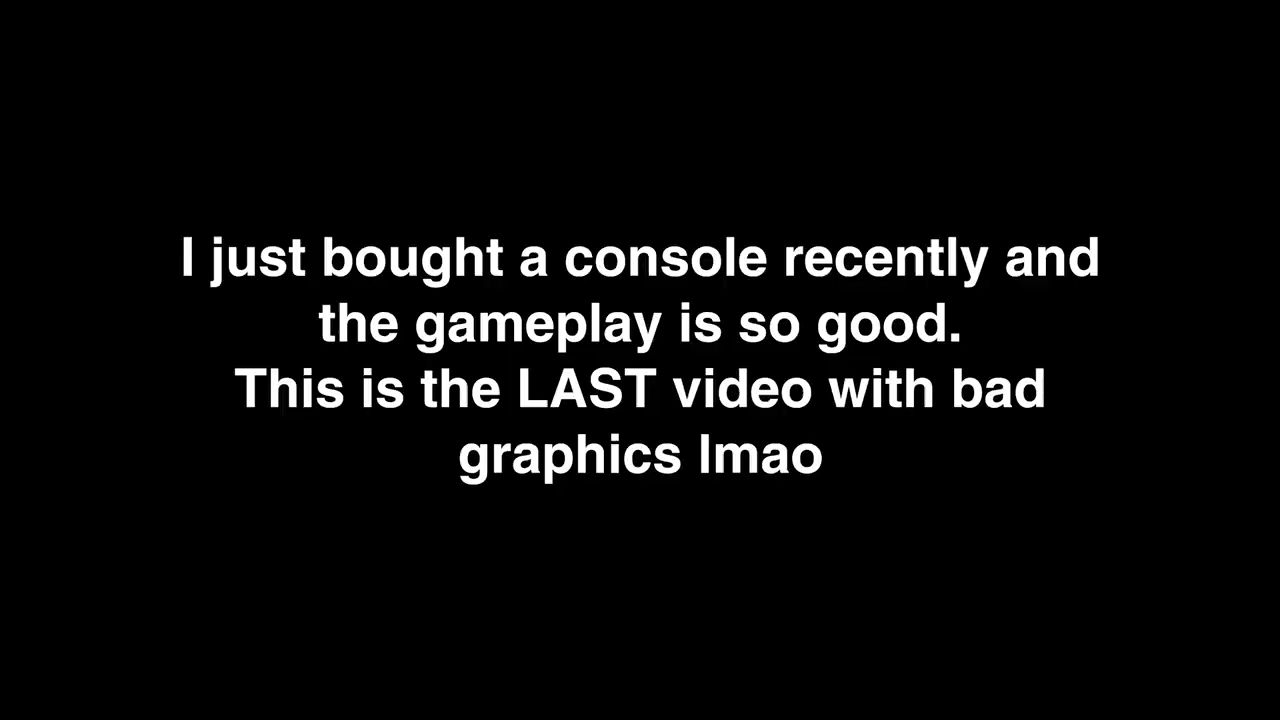 I just bought a console recently and
the gameplay is so good.
This is the LAST video with bad
graphics lmao